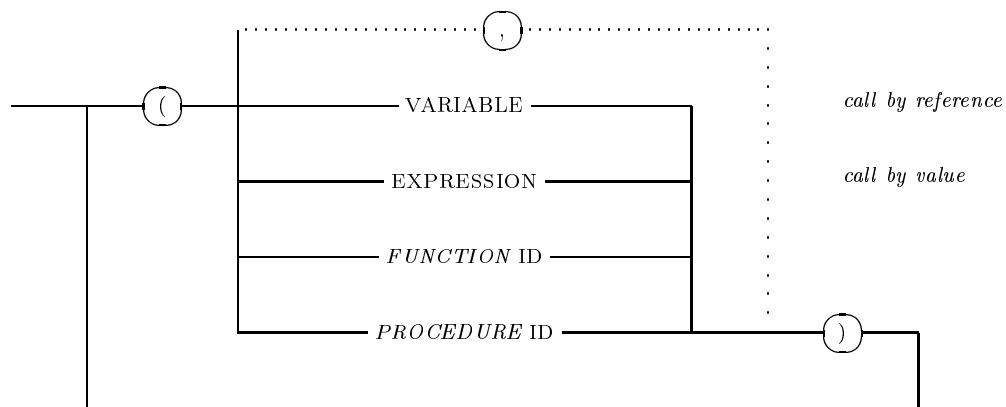 ,
( VARIABLE call by reference
EXPRESSION call by value
FUNCTION ID
PROCEDURE ID )